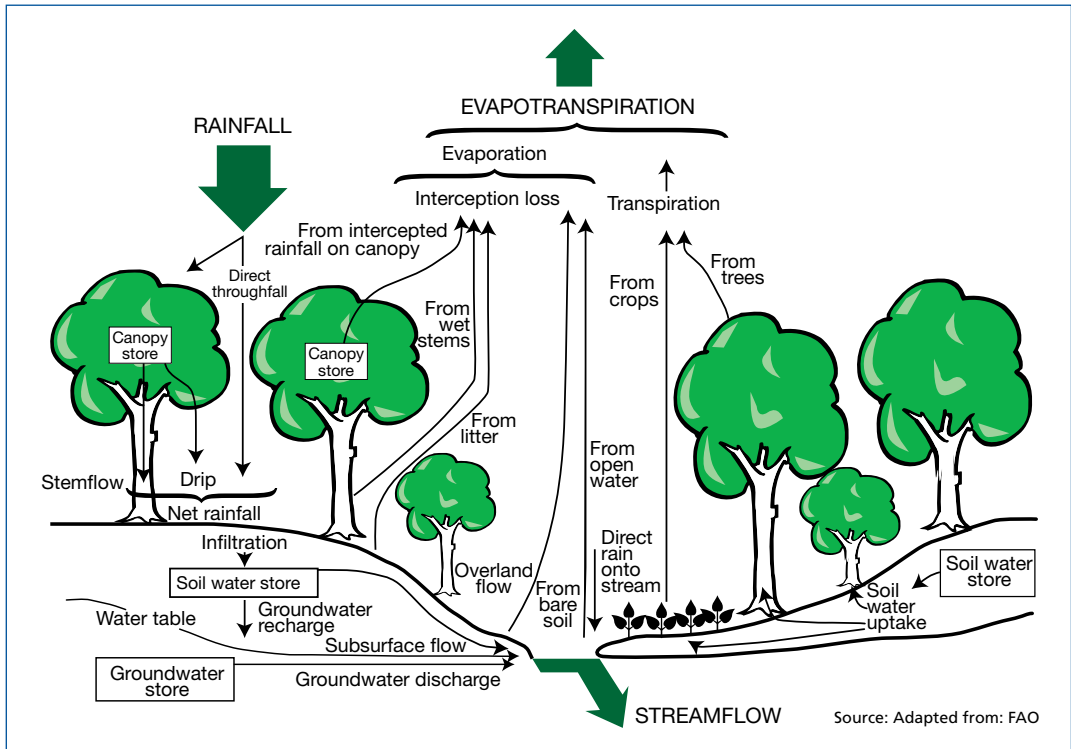 EVAPOTRANSPIRATION
RAINFALL
Evaporation
Interception loss
Transpiration
From intercepted
rainfall on canopy
Direct
throughfall
From
trees
From
crops
From
wet
stems
Canopy
store
Canopy
store
From
litter
From
open
water
Stemflow
Drip
Net rainfall
Infiltration
Overland
flow
From
bare
soil
Direct
rain
onto
stream
Soil water store
Soil water
store
Soil
water
uptake
Water table
Groundwater
recharge
Subsurface flow
Groundwater
store
Groundwater discharge
STREAMFLOW
Source: Adapted from: FAO